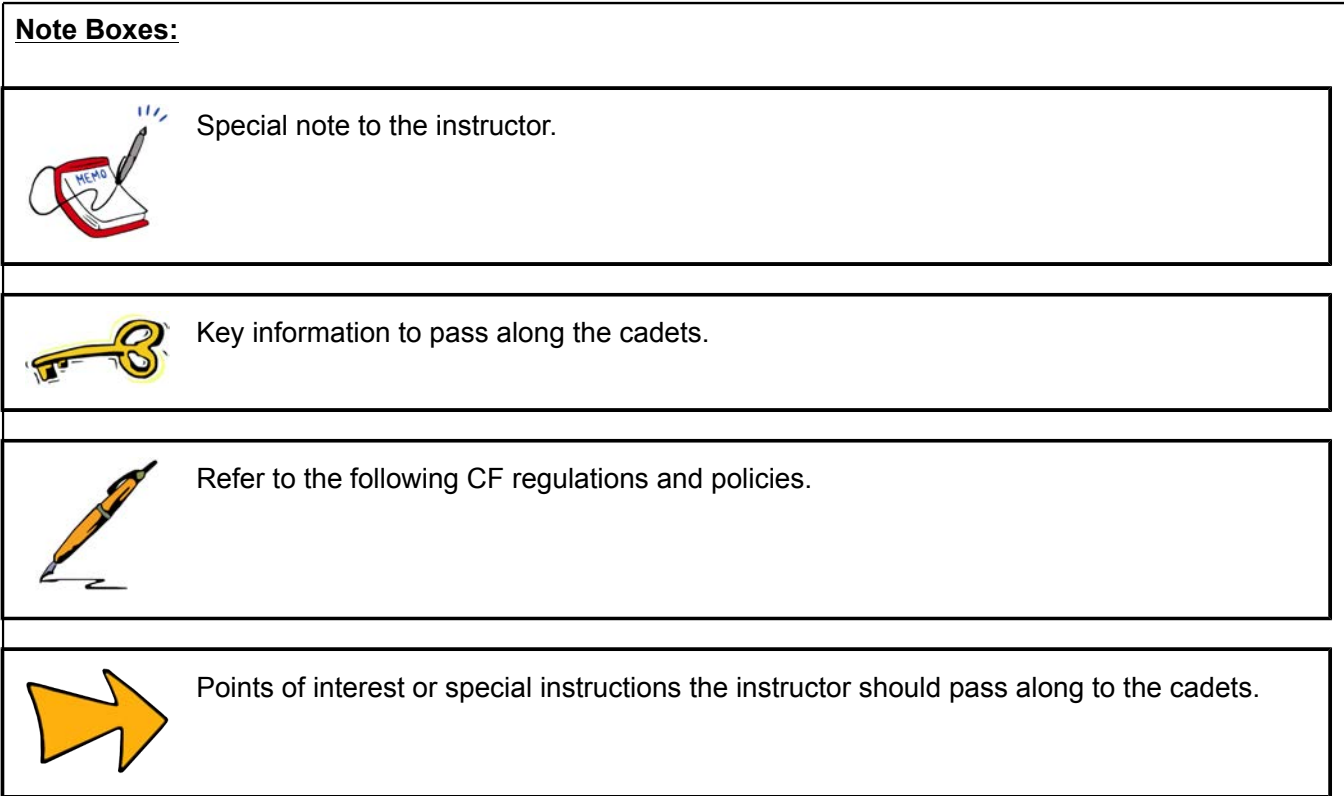 Note Boxes:
Special note to the instructor.
MEMO
Key information to pass along the cadets.
Refer to the following CF regulations and policies.
Points of interest or special instructions the instructor should pass along to the cadets.